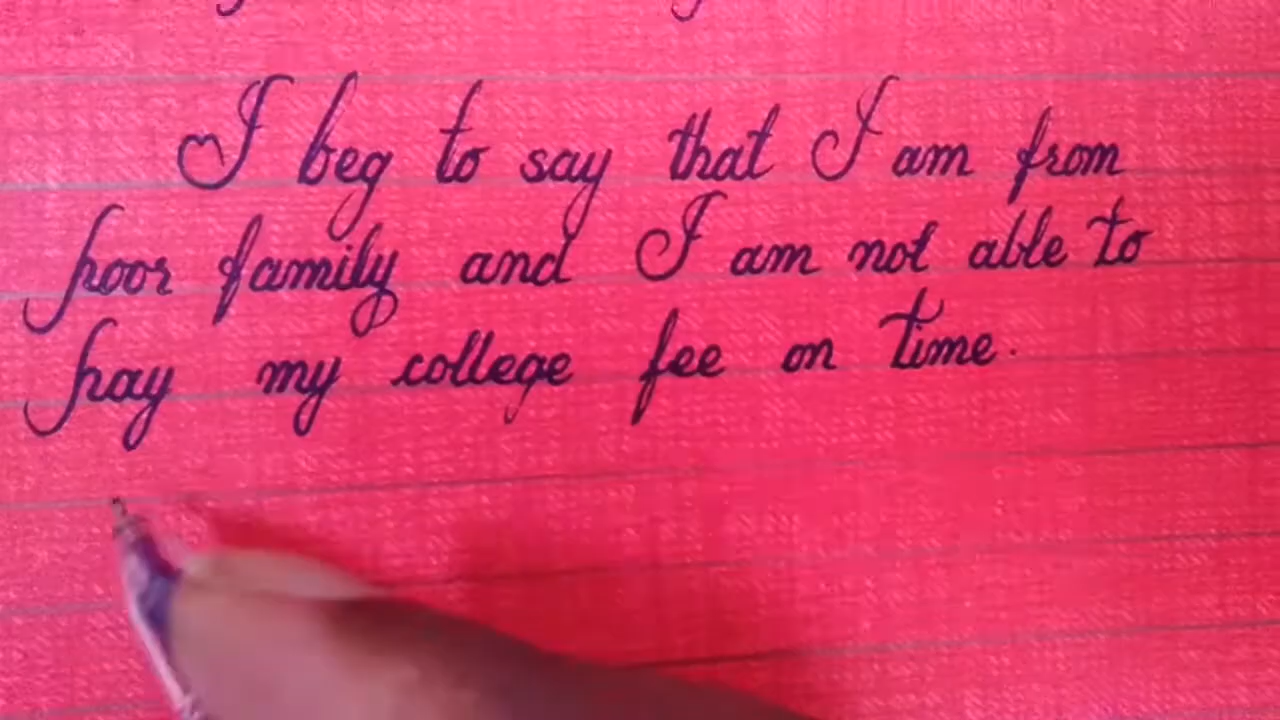 I beg to say that I am from
poor family and I am not able to
pay my college fee on time.